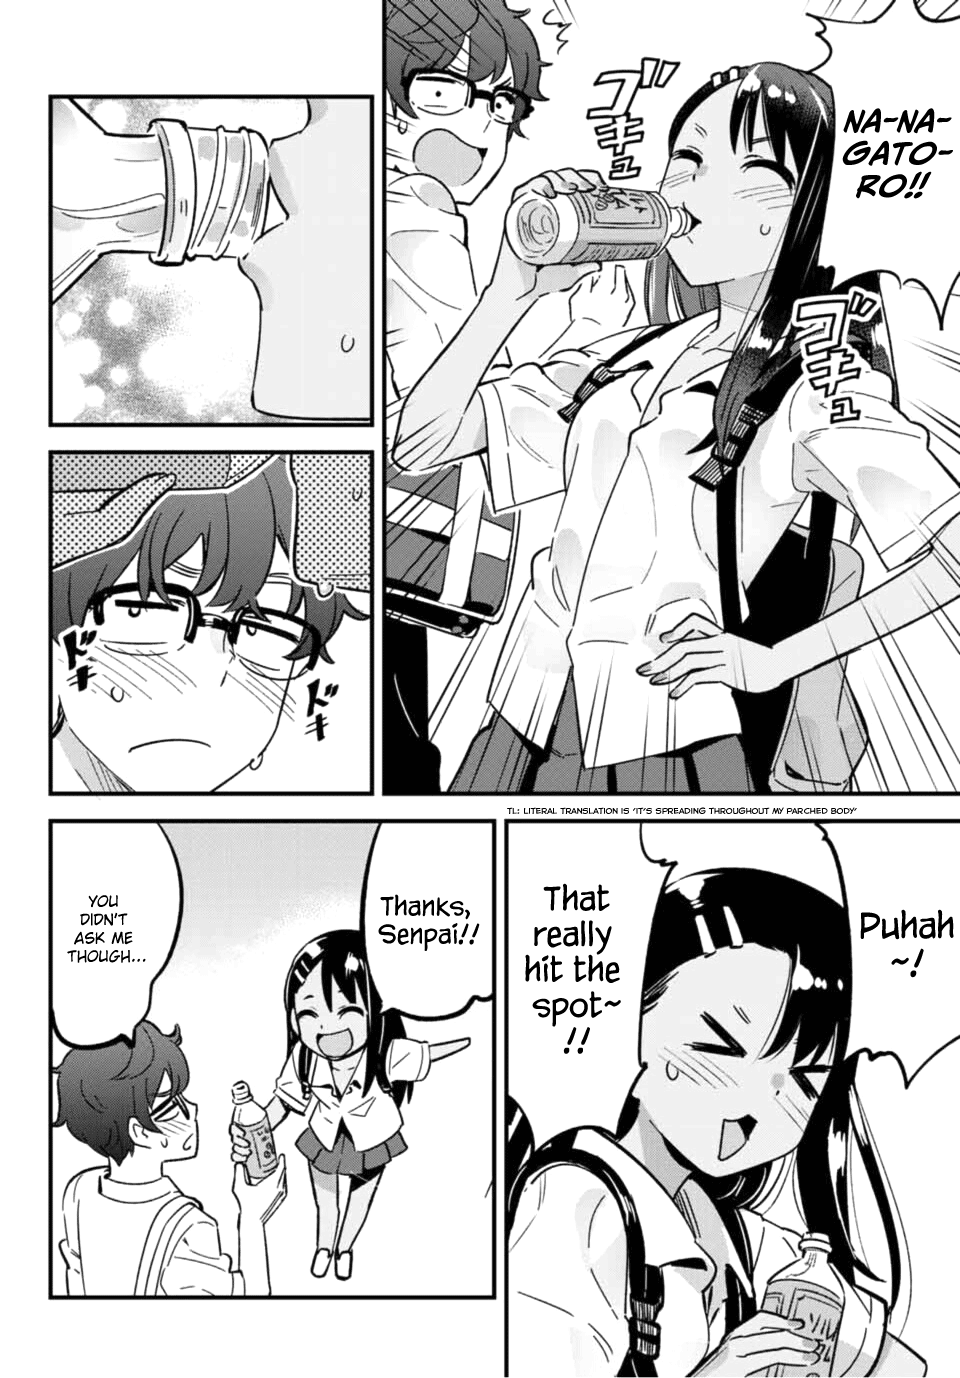 NA-NA-
GATO-
RO!!
ゴキュ
ゴキュ
ドキ
ドキ
TL: LITERAL TRANSLATION IS 'IT'S SPREADING THROUGHOUT MY PARCHED BODY'
Puhah
~!
That
really
hit the
spot~
!!
Thanks,
Senpai!!
YOU
DIDN'T
ASK ME
THOUGH...